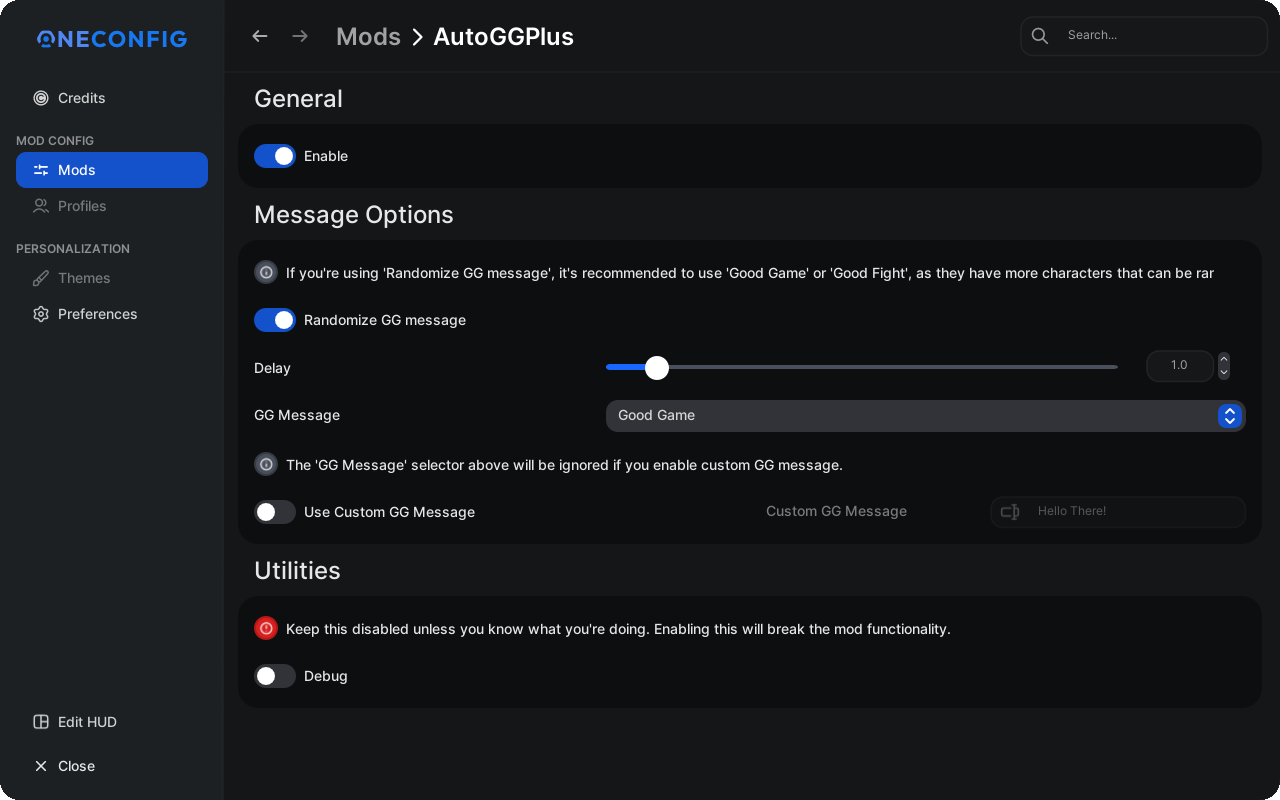 ONECONFIG
Mods > AutoGGPlus
Search...
Credits
MOD CONFIG
Mods
Profiles
PERSONALIZATION
Themes
Preferences
Edit HUD
Close
General
Enable
Message Options
If you're using 'Randomize GG message', it's recommended to use 'Good Game' or 'Good Fight', as they have more characters that can be rar
Randomize GG message
Delay 1.0
GG Message Good Game
The 'GG Message' selector above will be ignored if you enable custom GG message.
Use Custom GG Message Custom GG Message Hello There!
Utilities
Keep this disabled unless you know what you're doing. Enabling this will break the mod functionality.
Debug